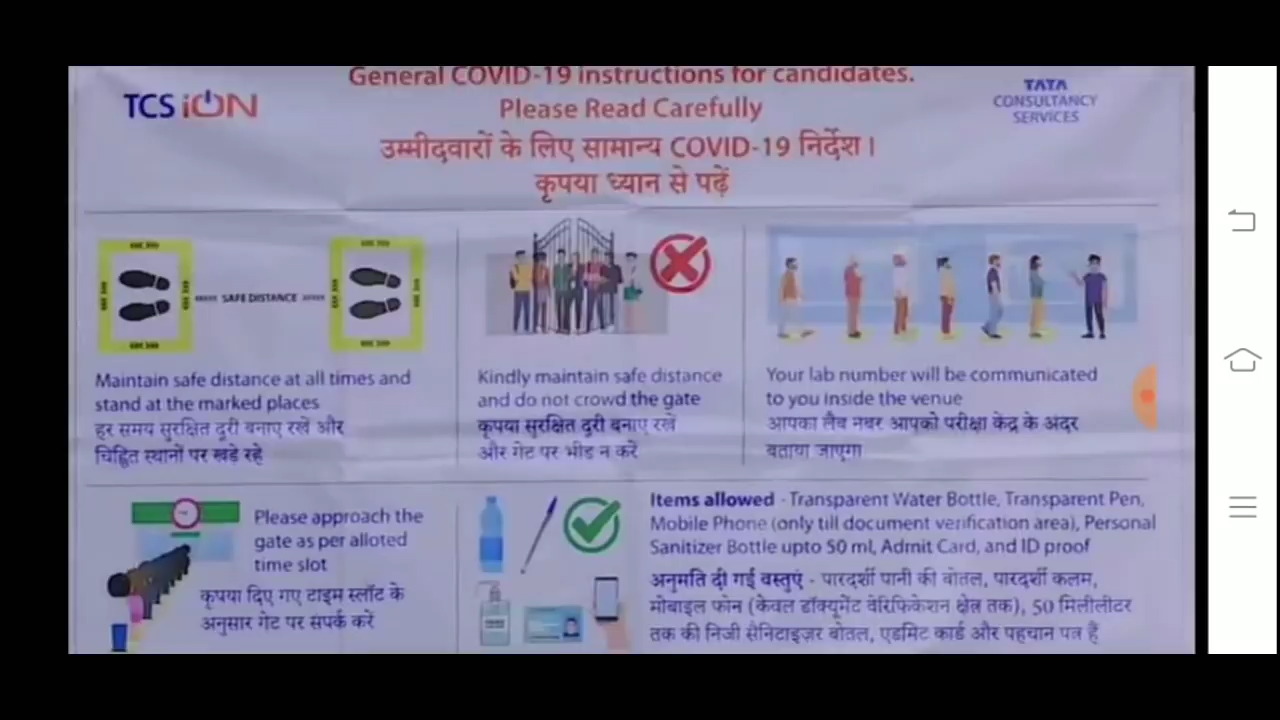 General COVID-19 instructions for candidates.
TCS iON
Please Read Carefully
TATA
CONSULTANCY
SERVICES
उम्मीदवारों के लिए सामान्य COVID-19 निर्देश।
कृपया ध्यान से पढ़ें
SAFE DISTANCE
Maintain safe distance at all times and
stand at the marked places
हर समय सुरक्षित दूरी बनाए रखें और
चिह्नित स्थानों पर खड़े रहे
Kindly maintain safe distance
and do not crowd the gate
कृपया सुरक्षित दूरी बनाए रखें
और गेट पर भीड न करें
Your lab number will be communicated
to you inside the venue
आपका लैब नंबर आपको परीक्षा केंद्र के अंदर
बताया जाएगा
Please approach the
gate as per alloted
time slot
कृपया दिए गए टाइम स्लॉट के
अनुसार गेट पर संपर्क करें
Items allowed - Transparent Water Bottle, Transparent Pen,
Mobile Phone (only till document verification area), Personal
Sanitizer Bottle upto 50 ml, Admit Card, and ID proof
अनुमति दी गई वस्तुएं - पारदर्शी पानी की बोतल, पारदर्शी कलम,
मोबाइल फोन (केवल डॉक्यूमेंट वेरिफिकेशन क्षेत्र तक), 50 मिलीलीटर
तक की निजी सैनिटाइज़र बोतल, एडमिट कार्ड और पहचान पत्र हैं